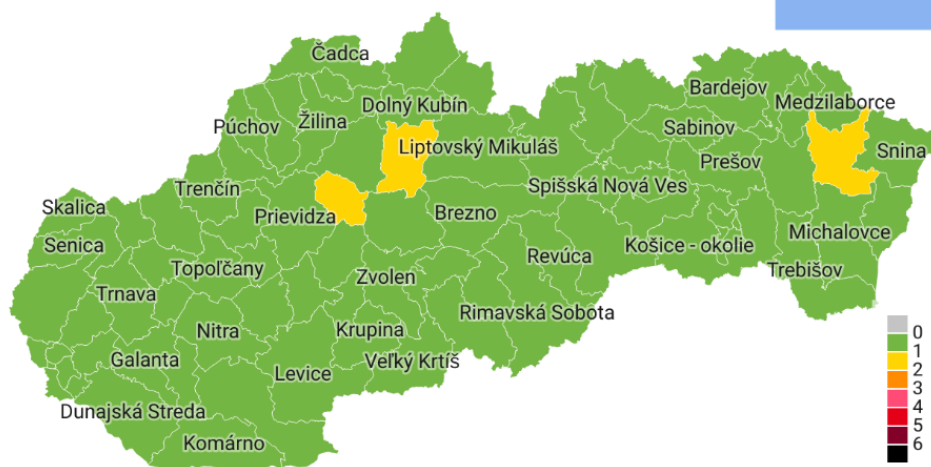 Čadca
Dolný Kubín
Bardejov
Medzilaborce
Púchov
Žilina
Sabinov
Liptovský Mikuláš
Prešov
Snina
Trenčín
Spišská Nová Ves
Skalica
Prievidza
Brezno
Senica
Michalovce
Košice - okolie
Revúca
Topoľčany
Zvolen
Trebišov
Trnava
Rimavská Sobota
Nitra
Krupina
Galanta
Veľký Krtíš
Levice
Dunajská Streda
Komárno
0
1
2
3
4
5
6